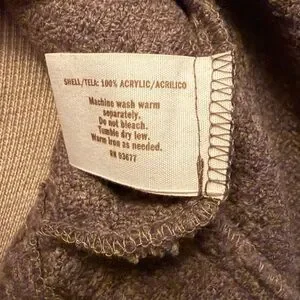 SHELL/TELA: 100% ACRYLIC/ACRILICO
Machine wash warm
separately.
Do not bleach.
Tumble dry low.
Warm iron as needed.
RN 93677